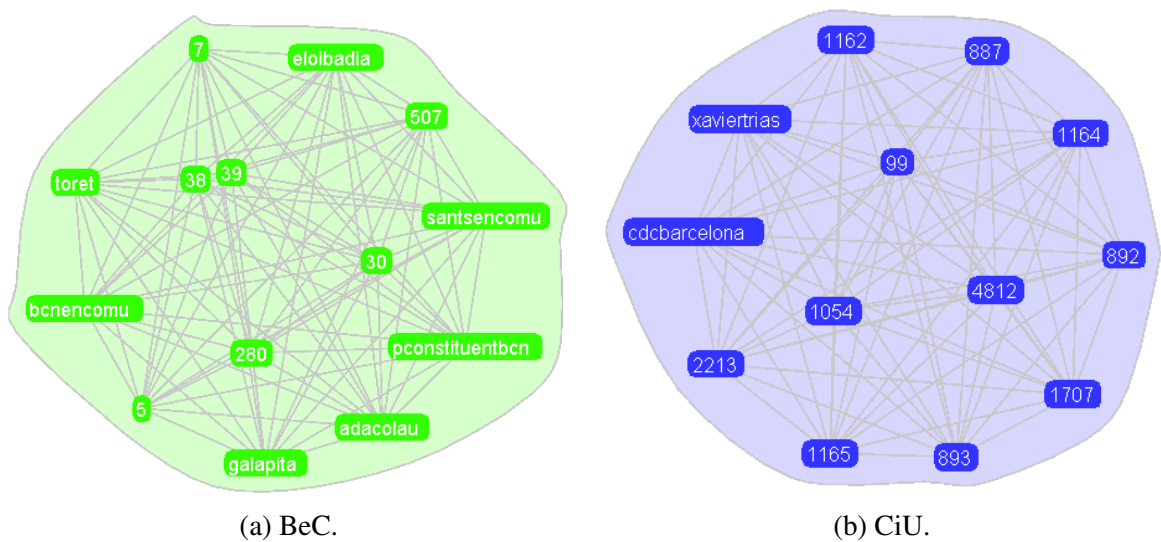 7
eloibadia
507
38
39
toret
santsencomu
30
bcnencomu
pconstituentbcn
280
5
adacolau
galapita
(a) BeC.
1162
887
xaviertrias
1164
99
cdcbarcelona
892
4812
1054
2213
1707
1165
893
(b) CiU.